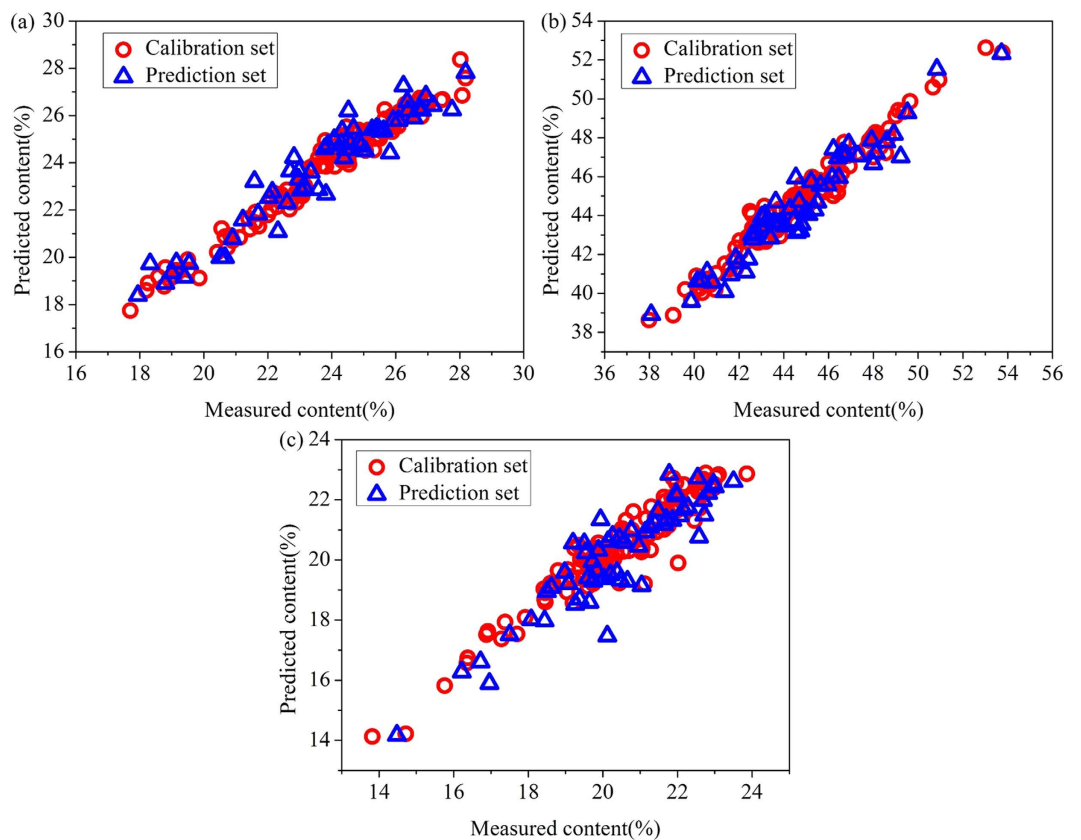 (a)
30
28
26
24
22
20
18
16
Predicted content(%)
Calibration set
Prediction set
16 18 20 22 24 26 28 30
Measured content(%)
(b)
52
50
48
46
44
42
40
38
Predicted content(%)
Calibration set
Prediction set
36 38 40 42 44 46 48 50 52 54 56
Measured content(%)
(c)
24
22
20
18
16
14
Predicted content(%)
Calibration set
Prediction set
14 16 18 20 22 24
Measured content(%)